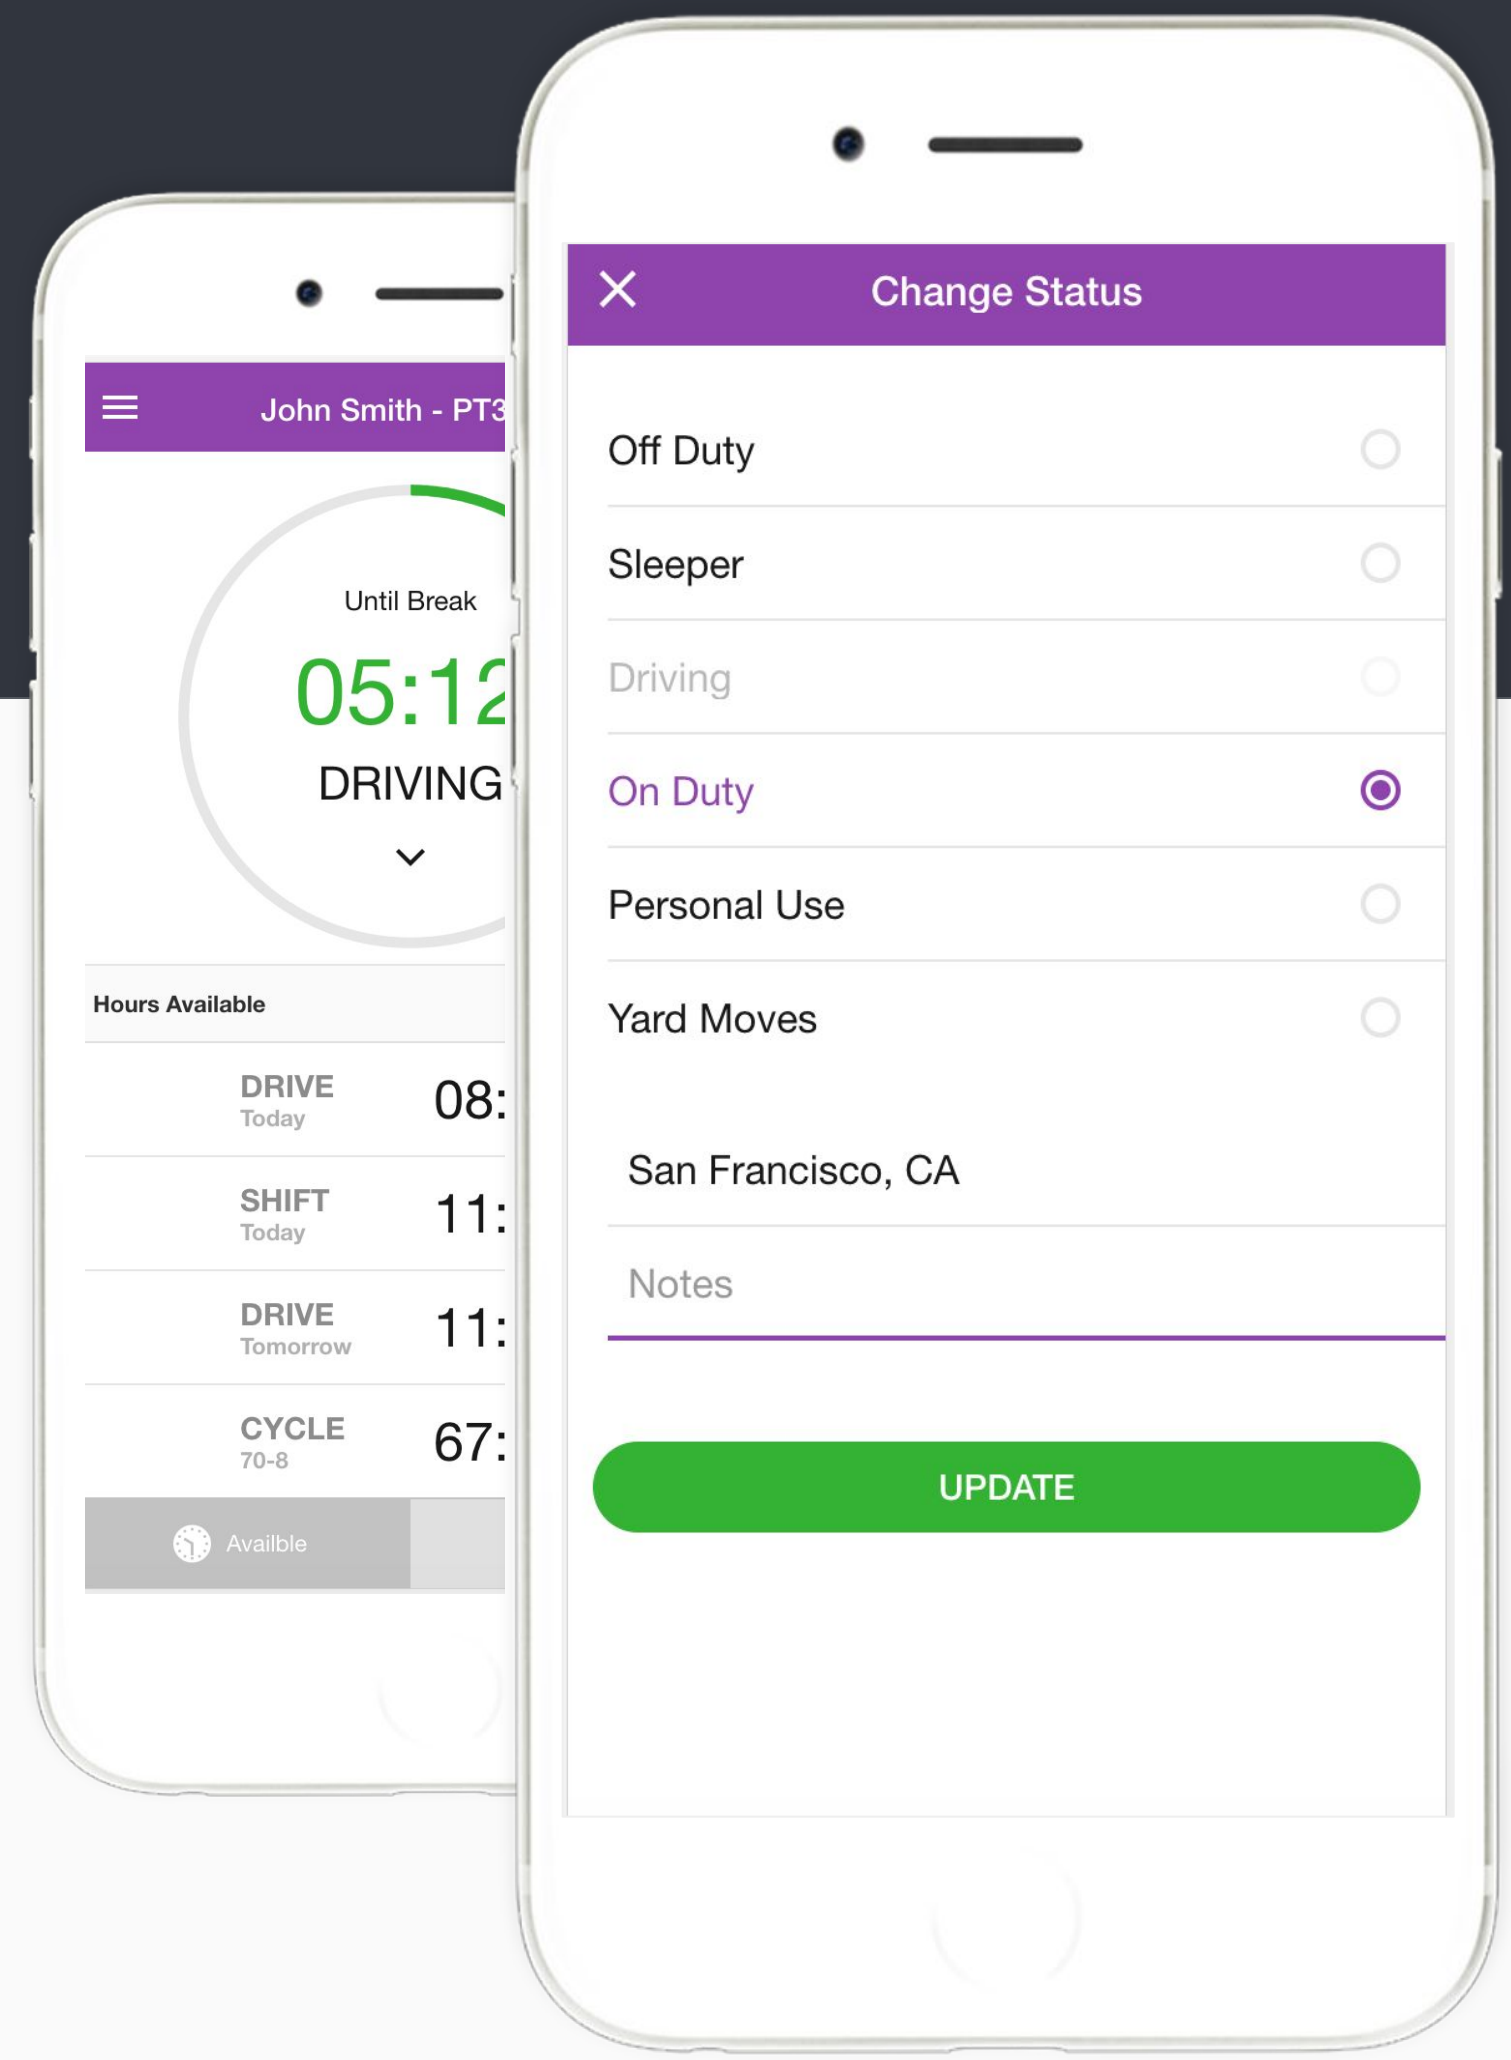 John Smith - PT3
Until Break
05:12
DRIVING
Hours Available
DRIVE 08:
Today
SHIFT 11:
Today
DRIVE 11:
Tomorrow
CYCLE 67:
70-8
Availble
Change Status
Off Duty
Sleeper
Driving
On Duty
Personal Use
Yard Moves
San Francisco, CA
Notes
UPDATE